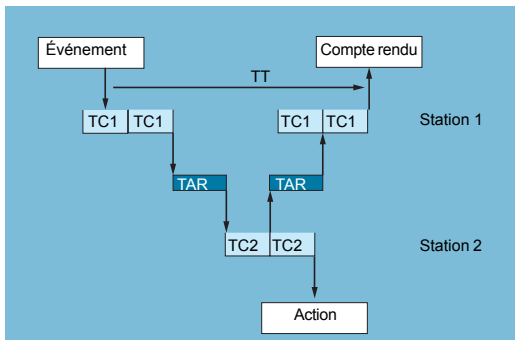 Événement
Compte rendu
TT
TC1 TC1 TC1 TC1 Station 1
TAR TAR
TC2 TC2 Station 2
Action